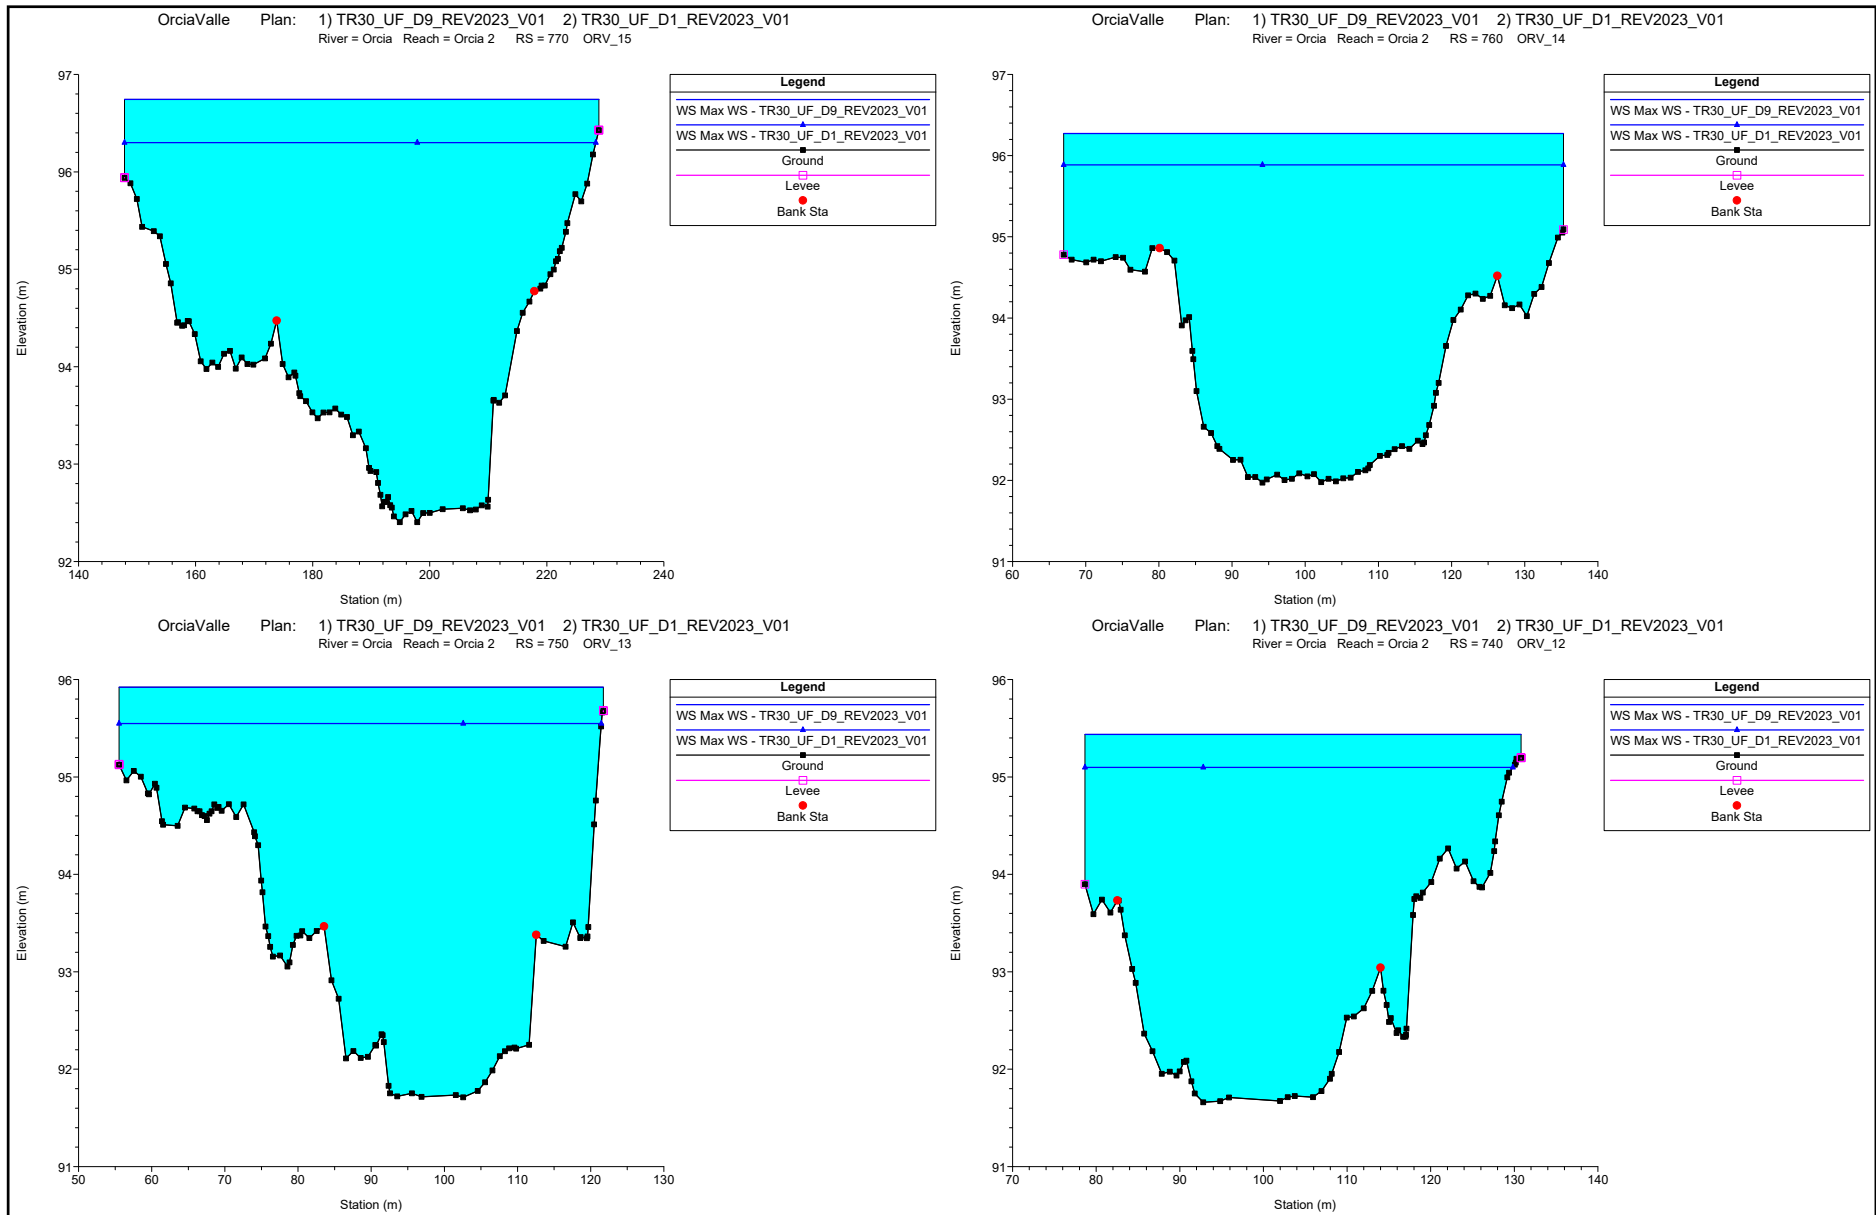 OrciaValle Plan: 1) TR30_UF_D9_REV2023_V01 2) TR30_UF_D1_REV2023_V01
River = Orcia Reach = Orcia 2 RS = 770 ORV_15
97
96
95
94
93
92
Elevation (m)
140 160 180 200 220 240
Station (m)
Legend
WS Max WS - TR30_UF_D9_REV2023_V01
WS Max WS - TR30_UF_D1_REV2023_V01
Ground
Levee
Bank Sta
OrciaValle Plan: 1) TR30_UF_D9_REV2023_V01 2) TR30_UF_D1_REV2023_V01
River = Orcia Reach = Orcia 2 RS = 760 ORV_14
97
96
95
94
93
92
91
Elevation (m)
60 70 80 90 100 110 120 130 140
Station (m)
Legend
WS Max WS - TR30_UF_D9_REV2023_V01
WS Max WS - TR30_UF_D1_REV2023_V01
Ground
Levee
Bank Sta
OrciaValle Plan: 1) TR30_UF_D9_REV2023_V01 2) TR30_UF_D1_REV2023_V01
River = Orcia Reach = Orcia 2 RS = 750 ORV_13
96
95
94
93
92
91
Elevation (m)
50 60 70 80 90 100 110 120 130
Station (m)
Legend
WS Max WS - TR30_UF_D9_REV2023_V01
WS Max WS - TR30_UF_D1_REV2023_V01
Ground
Levee
Bank Sta
OrciaValle Plan: 1) TR30_UF_D9_REV2023_V01 2) TR30_UF_D1_REV2023_V01
River = Orcia Reach = Orcia 2 RS = 740 ORV_12
96
95
94
93
92
91
Elevation (m)
70 80 90 100 110 120 130 140
Station (m)
Legend
WS Max WS - TR30_UF_D9_REV2023_V01
WS Max WS - TR30_UF_D1_REV2023_V01
Ground
Levee
Bank Sta